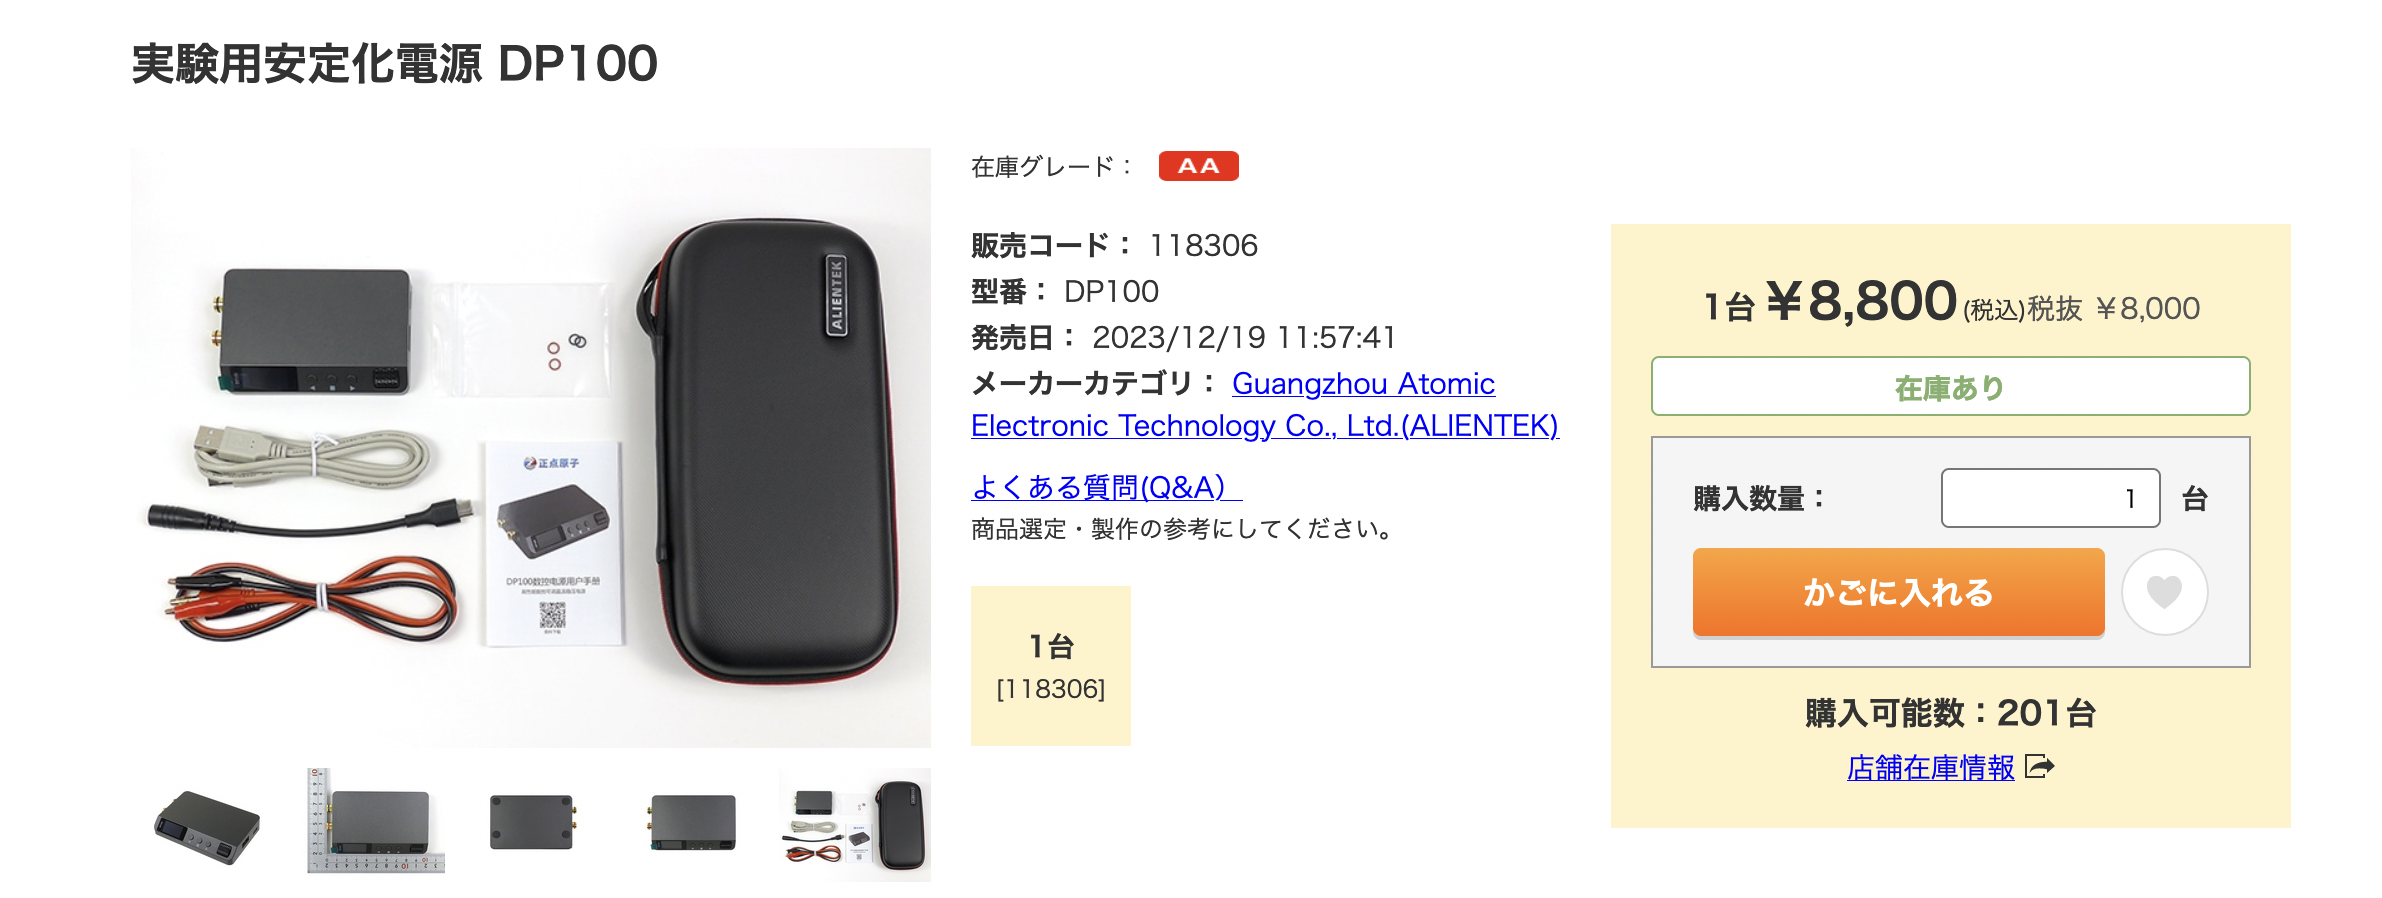 実験用安定化電源 DP100
ALIENTEK
正点原子
DP100数控电源用户手册
在庫グレード： AA
販売コード： 118306
型番： DP100
発売日： 2023/12/19 11:57:41
メーカーカテゴリ： Guangzhou Atomic
Electronic Technology Co., Ltd.(ALIENTEK)
よくある質問(Q&A）
商品選定・製作の参考にしてください。
1台
[118306]
1台 ￥8,800 (税込)税抜 ￥8,000
在庫あり
購入数量： 1 台
かごに入れる
購入可能数：201台
店舗在庫情報